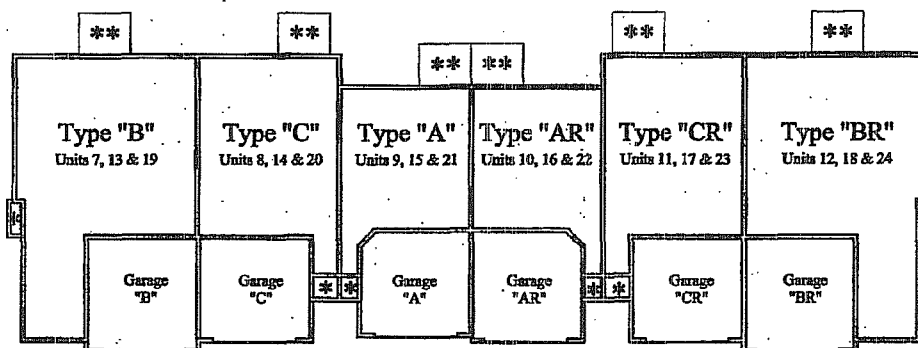 ** ** ** ** ** **
Type "B"
Units 7, 13 & 19
Type "C"
Units 8, 14 & 20
Type "A"
Units 9, 15 & 21
Type "AR"
Units 10, 16 & 22
Type "CR"
Units 11, 17 & 23
Type "BR"
Units 12, 18 & 24
*
Garage
"B"
Garage
"C"
* *
Garage
"A"
Garage
"AR"
* *
Garage
"CR"
Garage
"BR"